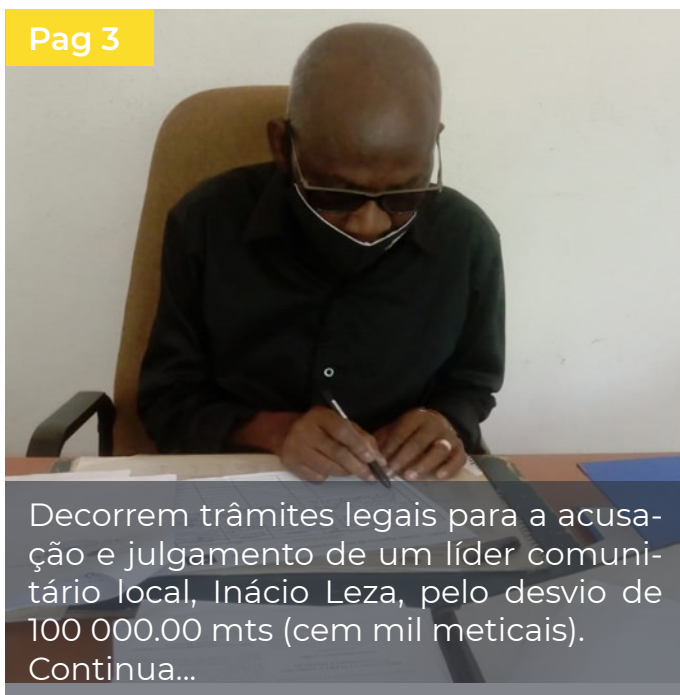 Pag 3
Decorrem trâmites legais para a acusa-
ção e julgamento de um líder comuni-
tário local, Inácio Leza, pelo desvio de
100 000.00 mts (cem mil meticais).
Continua...